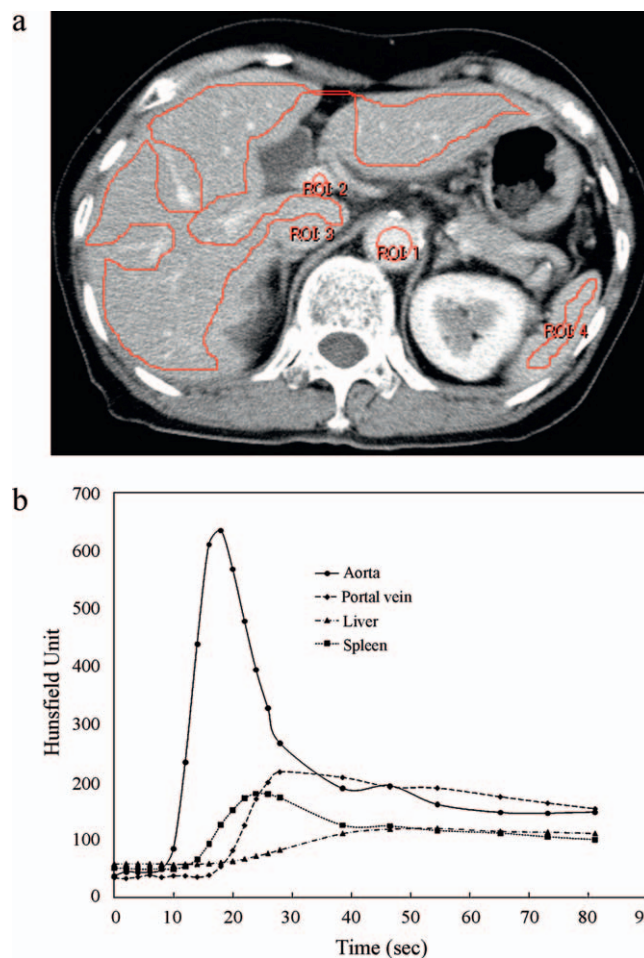 a
ROI 2
ROI 3
ROI 1
ROI 4
b
700
600
500
400
300
200
100
0
Hunsfield Unit
Aorta
Portal vein
Liver
Spleen
0 10 20 30 40 50 60 70 80 9
Time (sec)